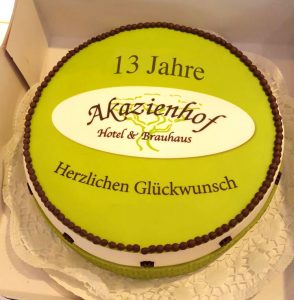 13 Jahre
Akazienhof
Hotel & Brauhaus
Herzlichen Glückwunsch